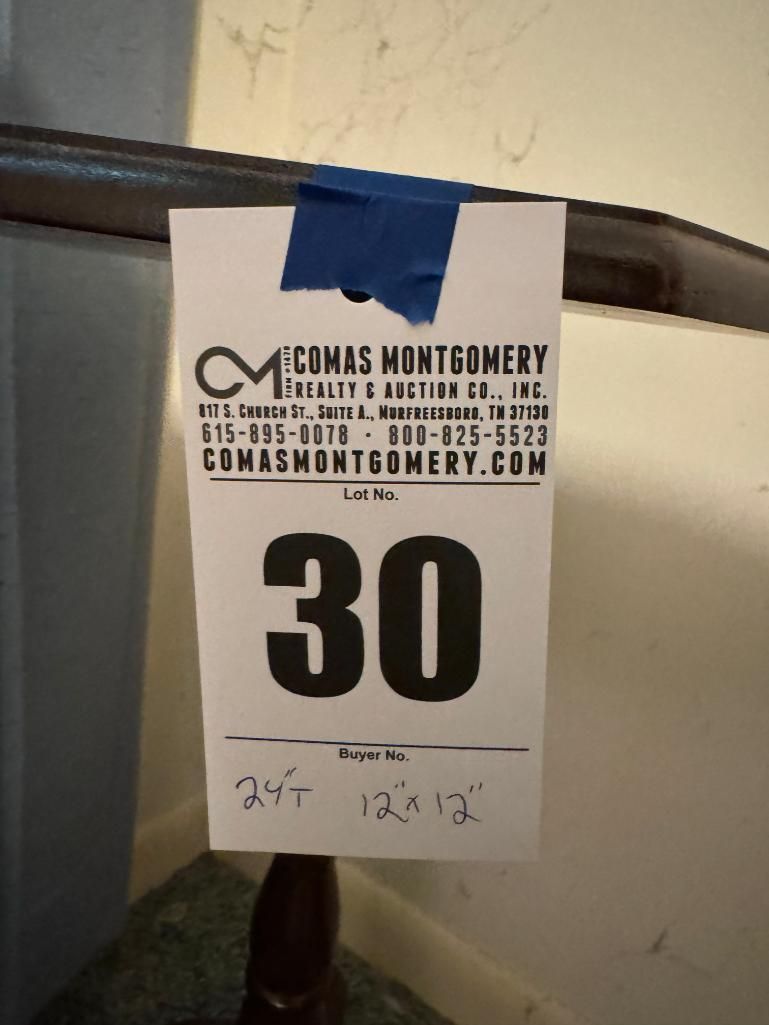 CM FIRM #1478 COMAS MONTGOMERY
REALTY & AUCTION CO., INC.
817 S. CHURCH ST., SUITE A., MURFREESBORO, TN 37130
615-895-0078 · 800-825-5523
COMASMONTGOMERY.COM
Lot No.
30
Buyer No.
24"T 12"x12"